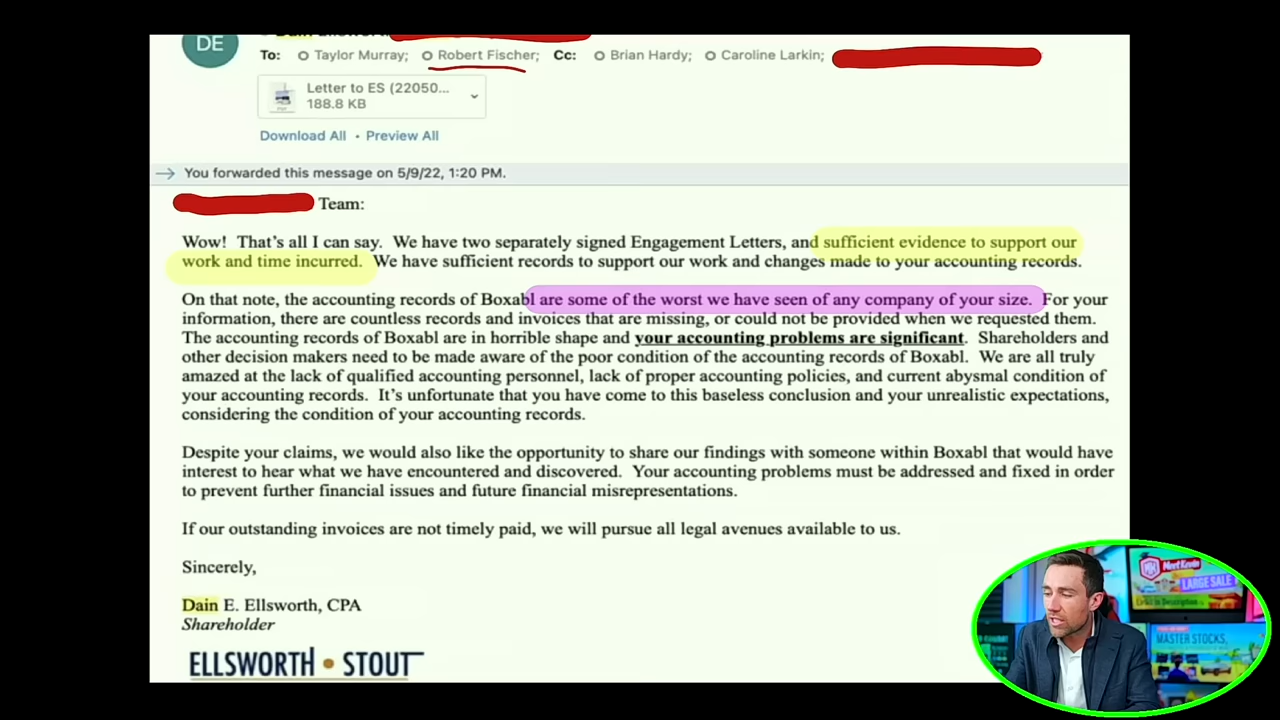 DE
To: Taylor Murray; Robert Fischer; Cc: Brian Hardy; Caroline Larkin;
Letter to ES (22050...
188.8 KB
Download All • Preview All
You forwarded this message on 5/9/22, 1:20 PM.
Team:
Wow! That's all I can say. We have two separately signed Engagement Letters, and sufficient evidence to support our
work and time incurred. We have sufficient records to support our work and changes made to your accounting records.
On that note, the accounting records of Boxabl are some of the worst we have seen of any company of your size. For your
information, there are countless records and invoices that are missing, or could not be provided when we requested them.
The accounting records of Boxabl are in horrible shape and your accounting problems are significant. Shareholders and
other decision makers need to be made aware of the poor condition of the accounting records of Boxabl. We are all truly
amazed at the lack of qualified accounting personnel, lack of proper accounting policies, and current abysmal condition of
your accounting records. It's unfortunate that you have come to this baseless conclusion and your unrealistic expectations,
considering the condition of your accounting records.
Despite your claims, we would also like the opportunity to share our findings with someone within Boxabl that would have
interest to hear what we have encountered and discovered. Your accounting problems must be addressed and fixed in order
to prevent further financial issues and future financial misrepresentations.
If our outstanding invoices are not timely paid, we will pursue all legal avenues available to us.
Sincerely,
Dain E. Ellsworth, CPA
Shareholder
ELLSWORTH • STOUT
Meet Kevin
LARGE SALE
MASTER STOCKS,